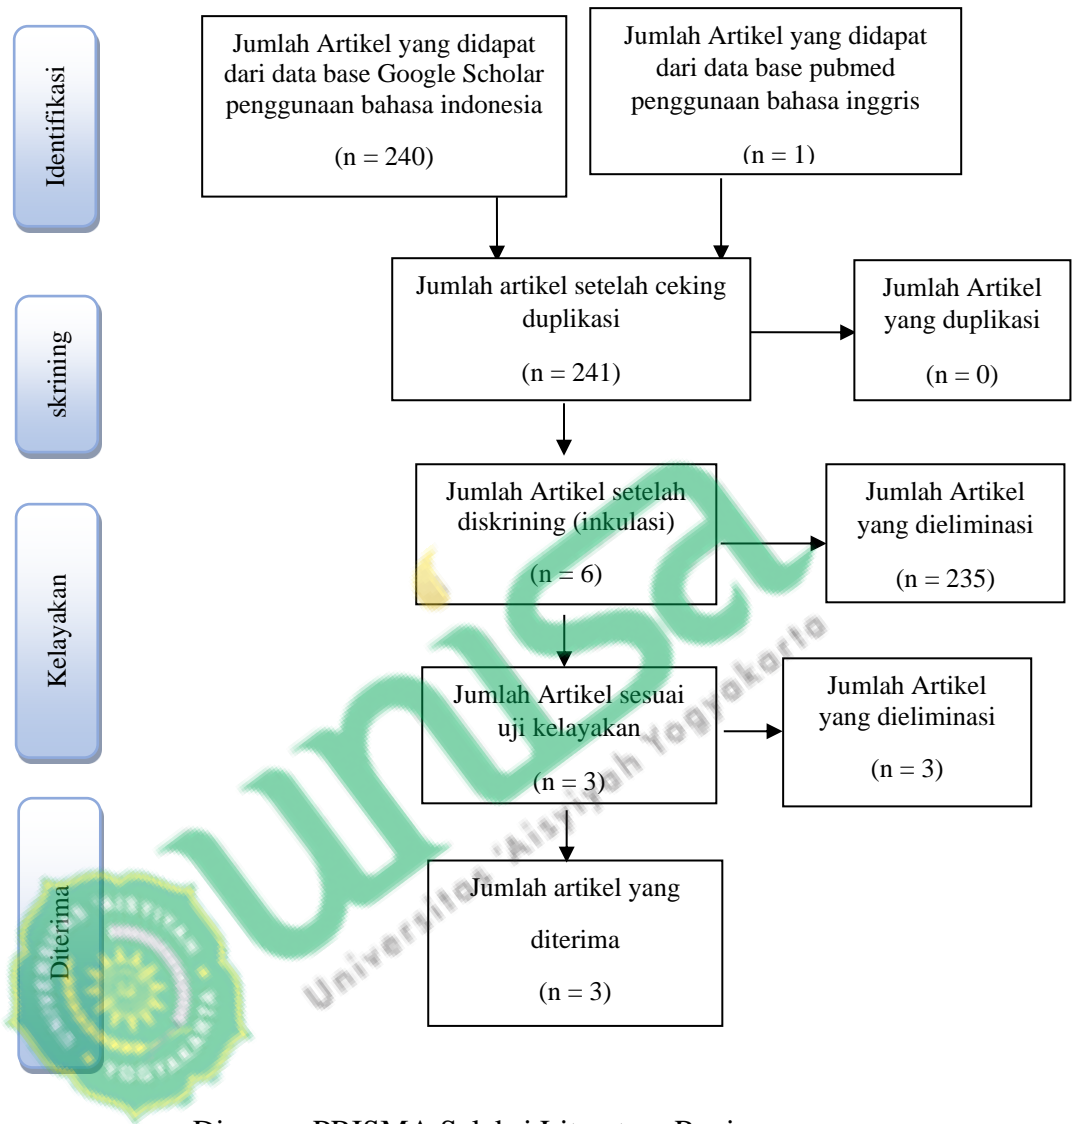 Identifikasi
Jumlah Artikel yang didapat
dari data base Google Scholar
penggunaan bahasa indonesia
(n = 240)
Jumlah Artikel yang didapat
dari data base pubmed
penggunaan bahasa inggris
(n = 1)
skrining
Jumlah artikel setelah ceking
duplikasi
(n = 241)
Jumlah Artikel
yang duplikasi
(n = 0)
Kelayakan
Jumlah Artikel setelah
diskrining (inkulasi)
(n = 6)
Jumlah Artikel
yang dieliminasi
(n = 235)
Jumlah Artikel sesuai
uji kelayakan
(n = 3)
Jumlah Artikel
yang dieliminasi
(n = 3)
Diterima
Jumlah artikel yang
diterima
(n = 3)
unisa
Universitas 'Aisyiyah Yogyakarta
YOGYAKARTA